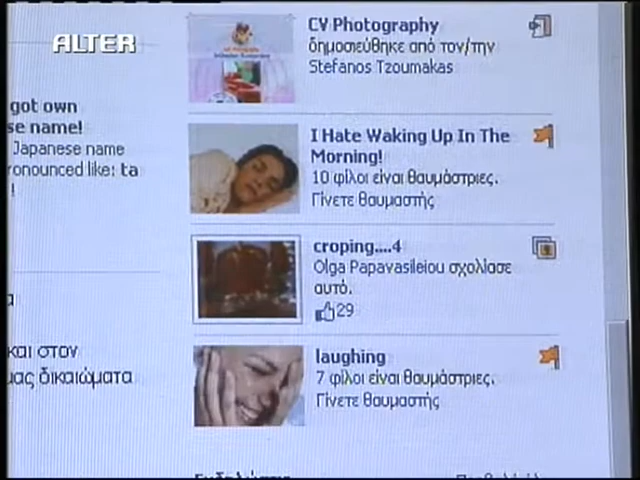 ALTER
got own
se name!
Japanese name
ronounced like: ta
!
και στον
μας δικαιώματα
CV Photography
δημοσιεύθηκε από τον/την
Stefanos Tzoumakas
I Hate Waking Up In The
Morning!
10 φίλοι είναι θαυμάστριες.
Γίνετε θαυμαστής
croping....4
Olga Papavasileiou σχολίασε
αυτό.
29
laughing
7 φίλοι είναι θαυμάστριες.
Γίνετε θαυμαστής